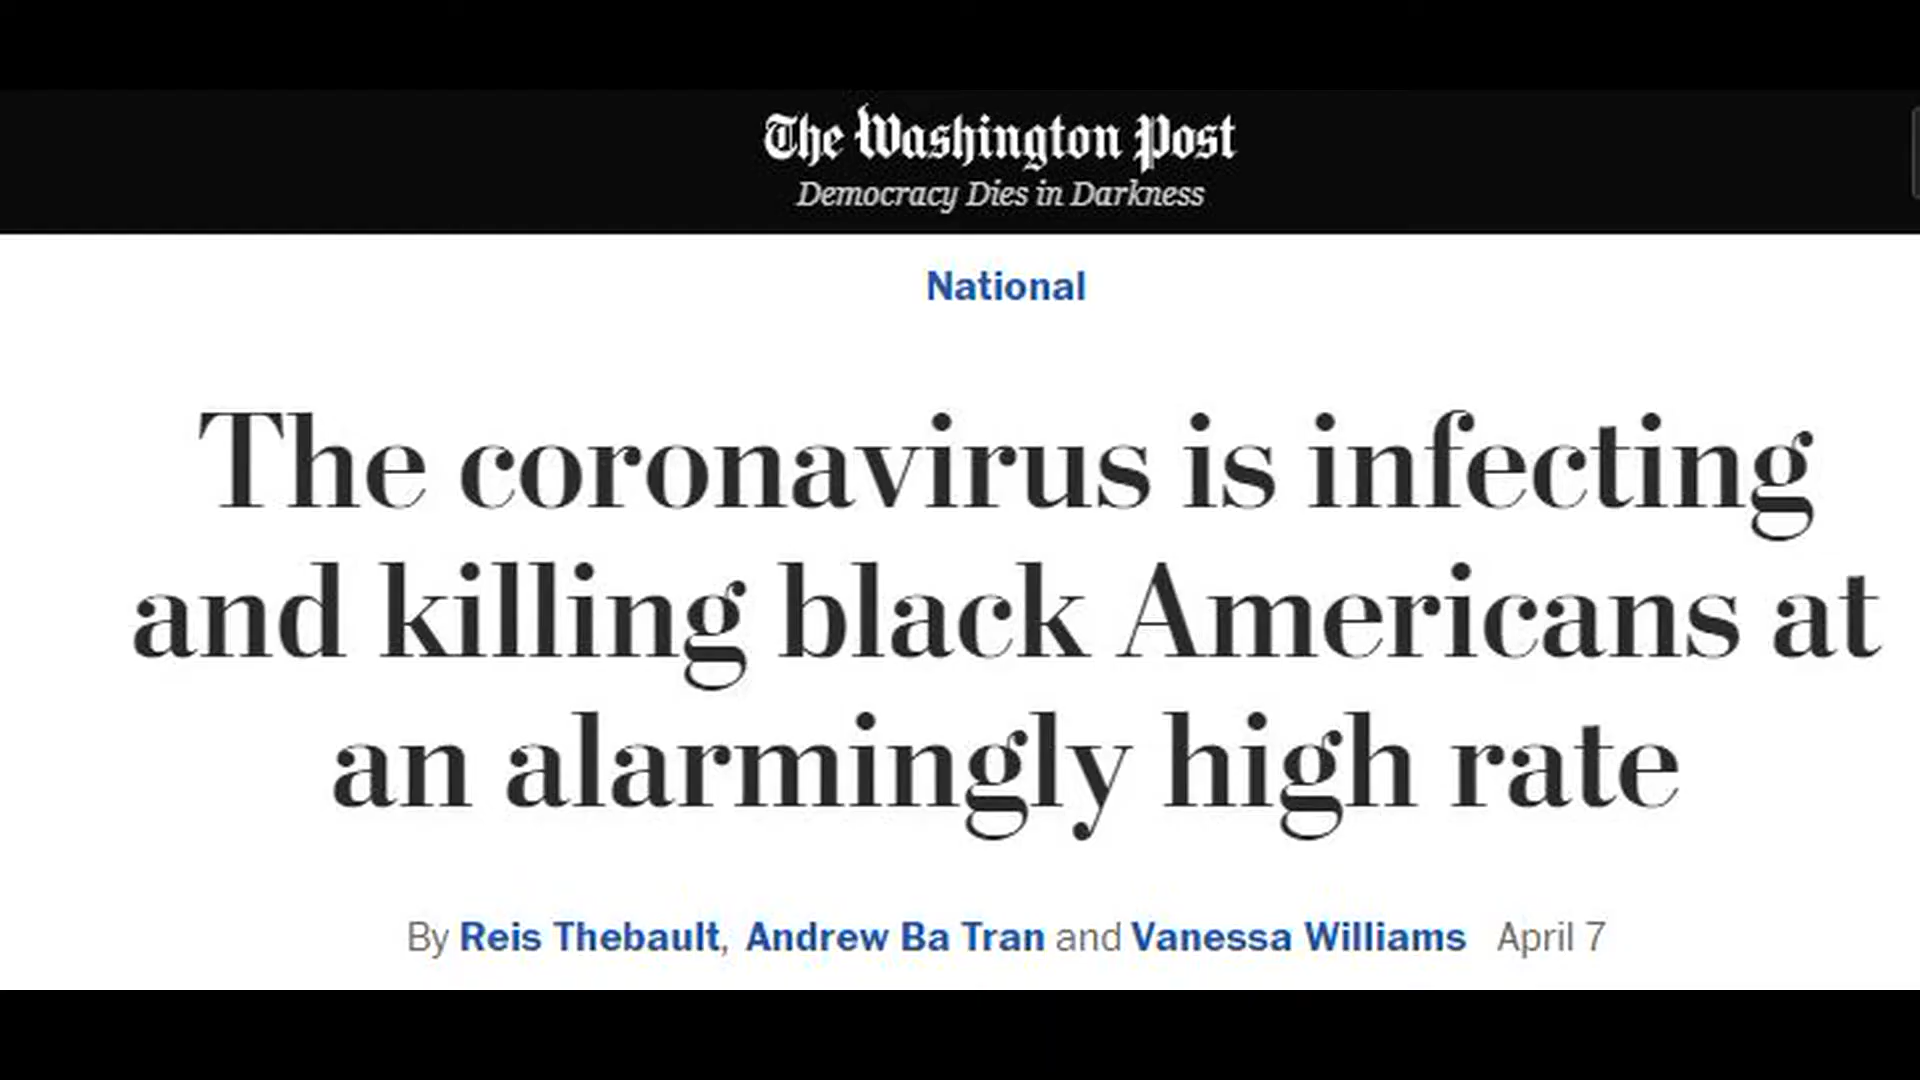 The Washington Post
Democracy Dies in Darkness
National
The coronavirus is infecting
and killing black Americans at
an alarmingly high rate
By Reis Thebault, Andrew Ba Tran and Vanessa Williams April 7